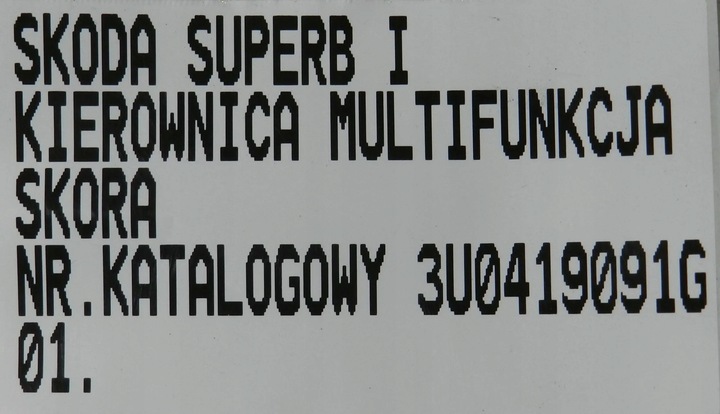 SKODA SUPERB I
KIEROWNICA MULTIFUNKCJA
SKORA
NR.KATALOGOWY 3U0419091G
01.